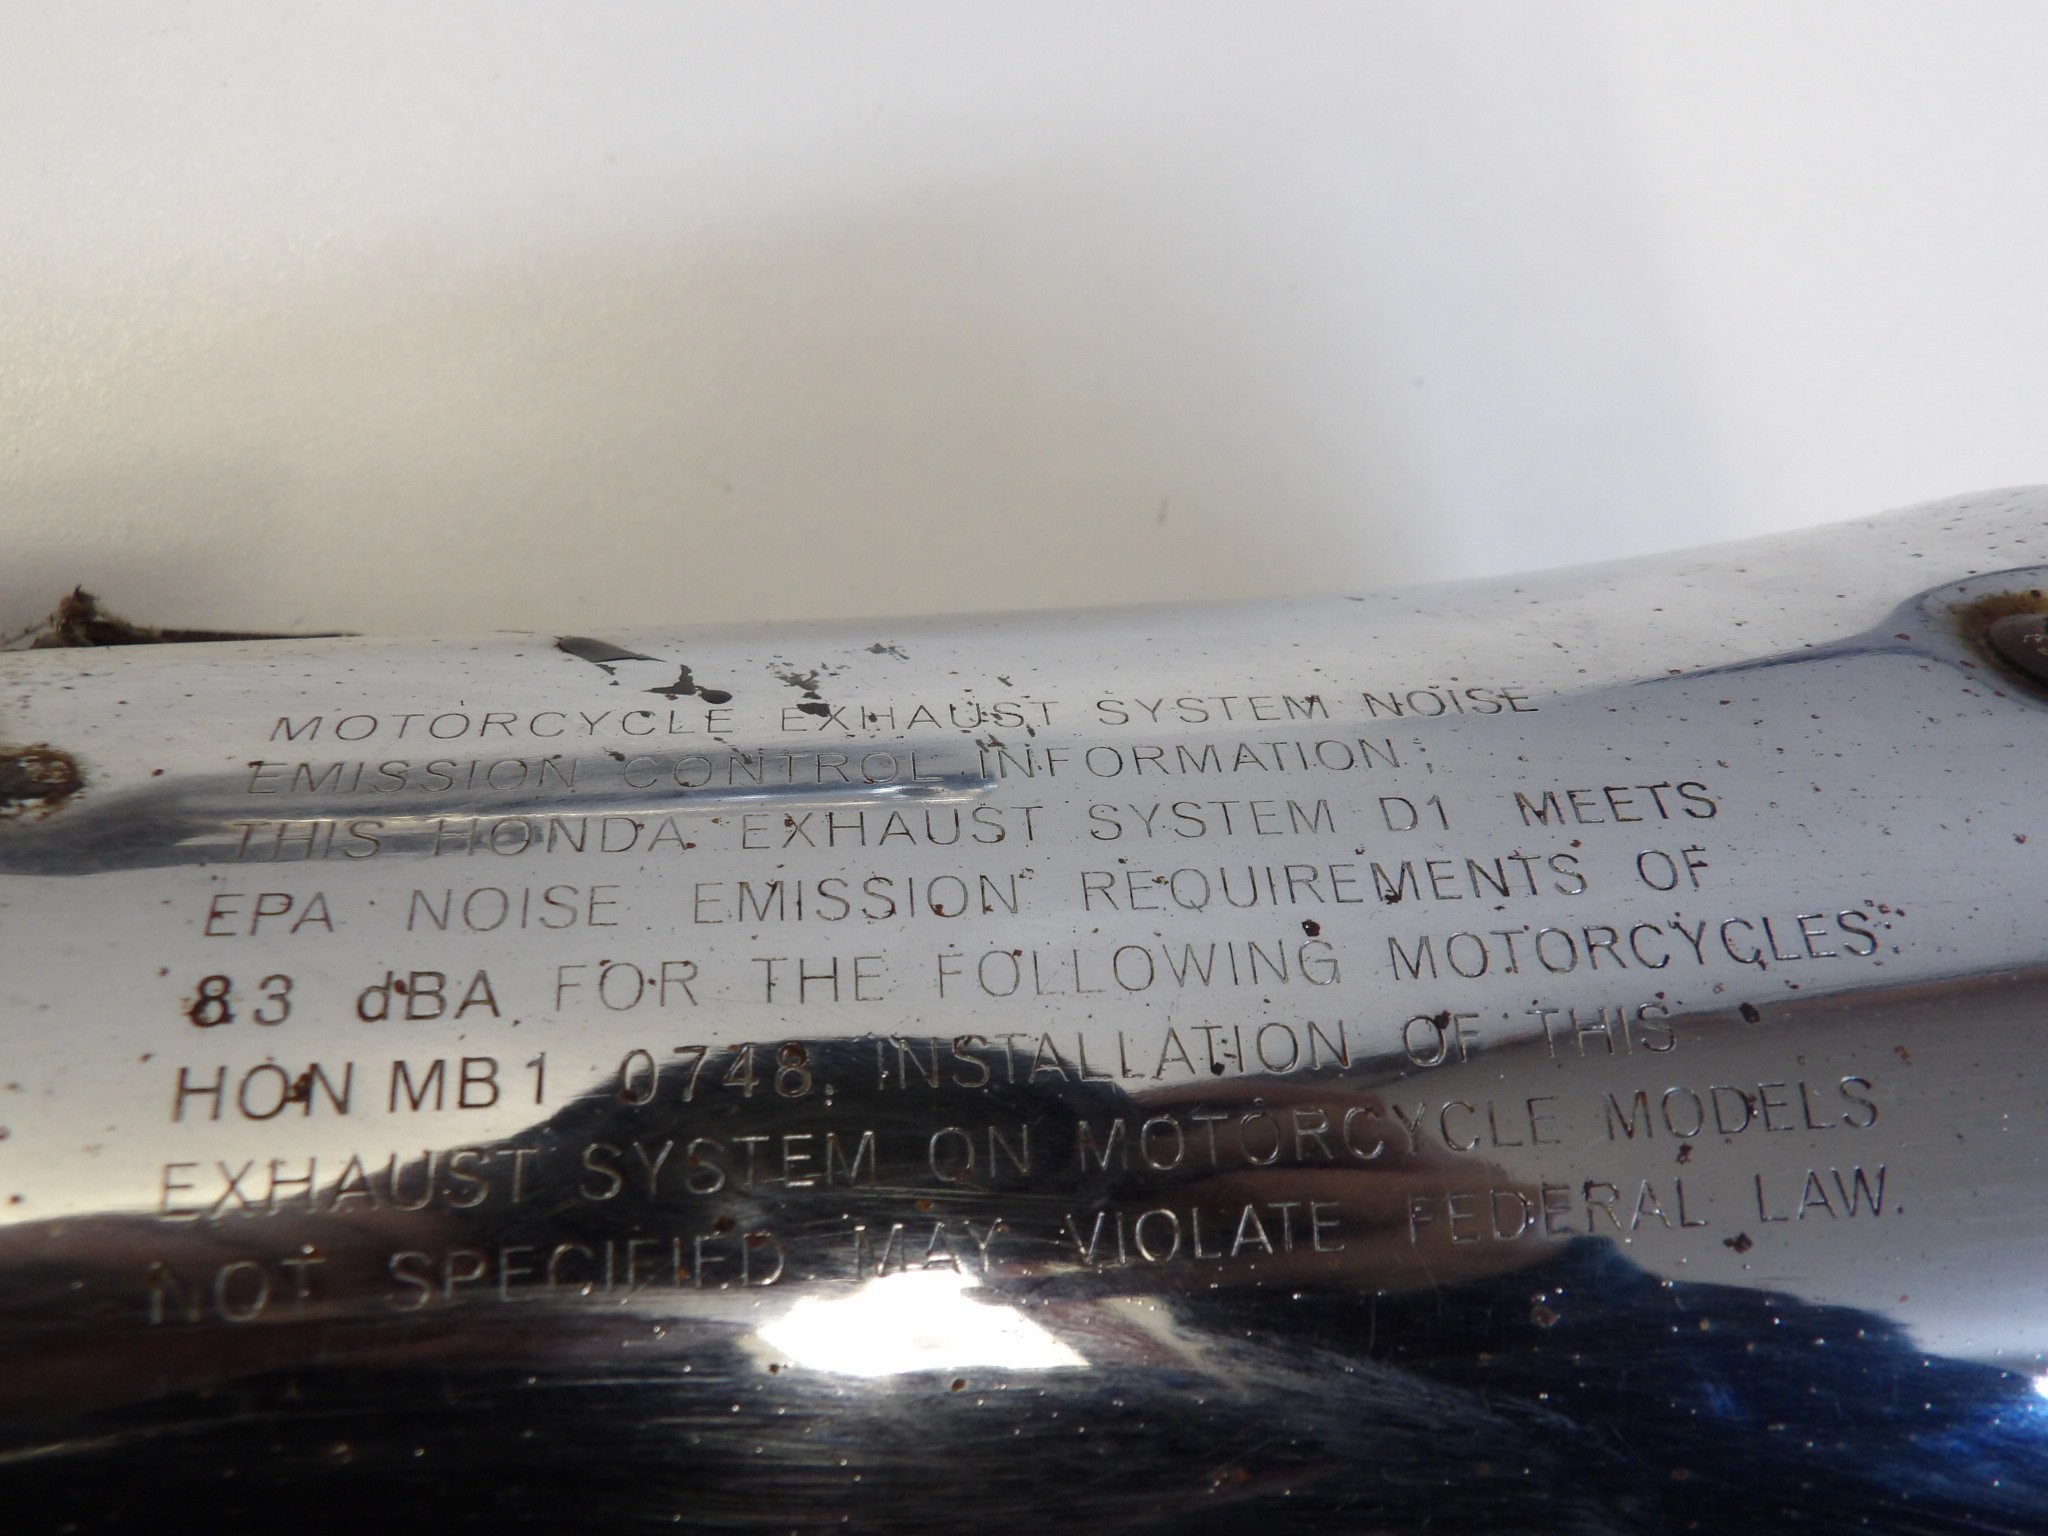 MOTORCYCLE EXHAUST SYSTEM NOISE
EMISSION CONTROL INFORMATION;
THIS HONDA EXHAUST SYSTEM D1 MEETS
EPA NOISE EMISSION REQUIREMENTS OF
83 dBA FOR THE FOLLOWING MOTORCYCLES:
HON MB1 0748. INSTALLATION OF THIS
EXHAUST SYSTEM ON MOTORCYCLE MODELS
NOT SPECIFIED MAY VIOLATE FEDERAL LAW.